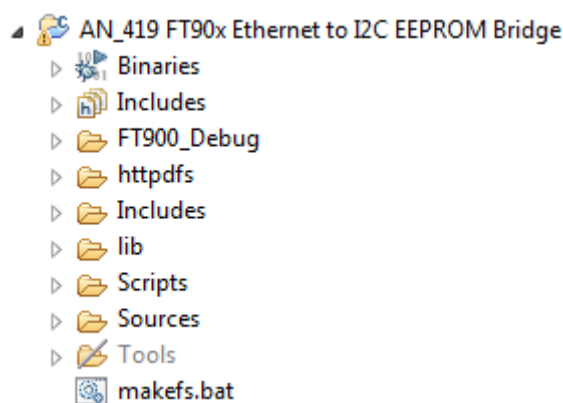 AN_419 FT90x Ethernet to I2C EEPROM Bridge
Binaries
Includes
FT900_Debug
httpdfs
Includes
lib
Scripts
Sources
Tools
makefs.bat